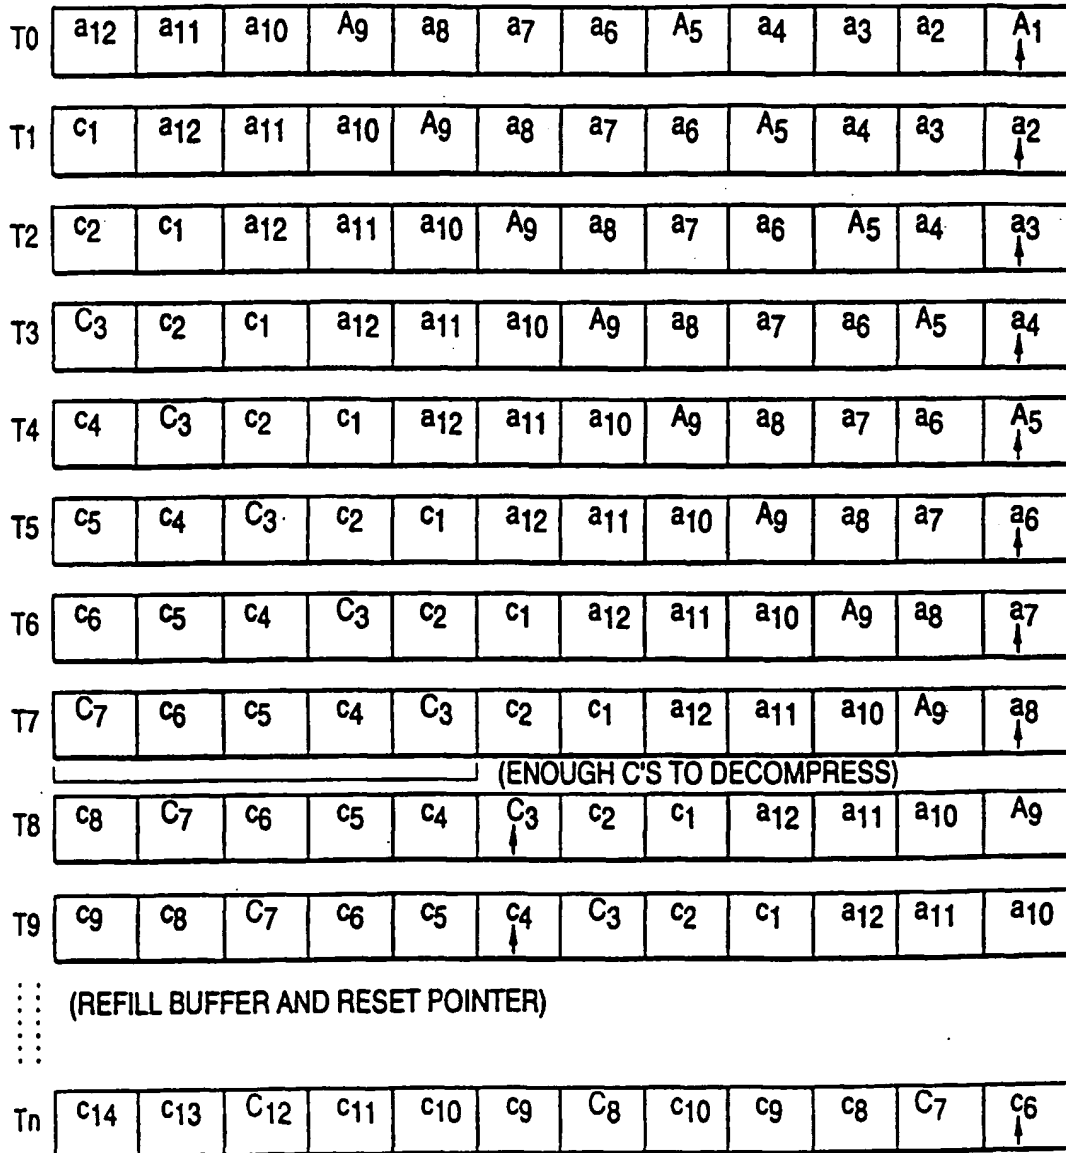 T0 a12 a11 a10 A9 a8 a7 a6 A5 a4 a3 a2 A1
T1 c1 a12 a11 a10 A9 a8 a7 a6 A5 a4 a3 a2
T2 c2 c1 a12 a11 a10 A9 a8 a7 a6 A5 a4 a3
T3 C3 c2 c1 a12 a11 a10 A9 a8 a7 a6 A5 a4
T4 c4 C3 c2 c1 a12 a11 a10 A9 a8 a7 a6 A5
T5 c5 c4 C3 c2 c1 a12 a11 a10 A9 a8 a7 a6
T6 c6 c5 c4 C3 c2 c1 a12 a11 a10 A9 a8 a7
T7 C7 c6 c5 c4 C3 c2 c1 a12 a11 a10 A9 a8
(ENOUGH C'S TO DECOMPRESS)
T8 c8 C7 c6 c5 c4 C3 c2 c1 a12 a11 a10 A9
T9 c9 c8 C7 c6 c5 c4 C3 c2 c1 a12 a11 a10
(REFILL BUFFER AND RESET POINTER)
Tn c14 c13 C12 c11 c10 c9 C8 c10 c9 c8 C7 c6